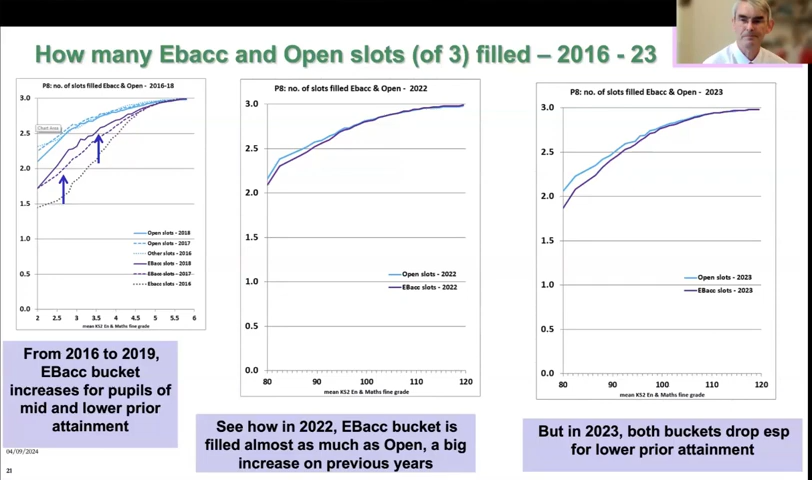 How many Ebacc and Open slots (of 3) filled – 2016 - 23
P8: no. of slots filled Ebacc & Open - 2016-18
3.0
2.5
2.0
1.5
1.0
0.5
0.0
Chart Area
Open slots - 2018
Open slots - 2017
Other slots - 2016
EBacc slots - 2018
EBacc slots - 2017
Ebacc slots - 2016
2 2.5 3 3.5 4 4.5 5 5.5 6
mean KS2 En & Maths fine grade
P8: no. of slots filled Ebacc & Open - 2022
3.0
2.5
2.0
1.5
1.0
0.5
0.0
Open slots - 2022
EBacc slots - 2022
80 90 100 110 120
mean KS2 En & Maths fine grade
P8: no. of slots filled Ebacc & Open - 2023
3.0
2.5
2.0
1.5
1.0
0.5
0.0
Open slots - 2023
EBacc slots - 2023
80 90 100 110 120
mean KS2 En & Maths fine grade
From 2016 to 2019,
EBacc bucket
increases for pupils of
mid and lower prior
attainment
See how in 2022, EBacc bucket is
filled almost as much as Open, a big
increase on previous years
But in 2023, both buckets drop esp
for lower prior attainment
04/09/2024
21